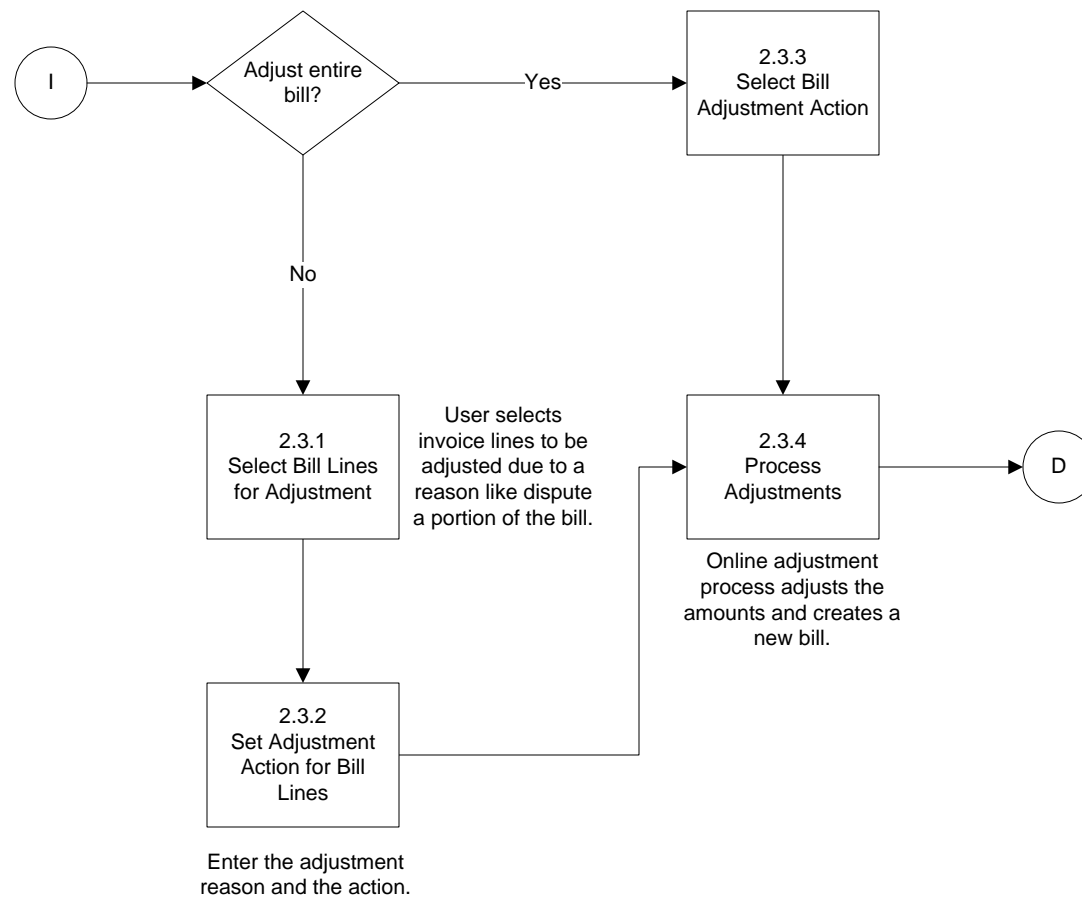 I
Adjust entire
bill?
Yes
2.3.3
Select Bill
Adjustment Action
No
2.3.1
Select Bill Lines
for Adjustment
User selects
invoice lines to be
adjusted due to a
reason like dispute
a portion of the bill.
2.3.4
Process
Adjustments
D
Online adjustment
process adjusts the
amounts and creates a
new bill.
2.3.2
Set Adjustment
Action for Bill
Lines
Enter the adjustment
reason and the action.